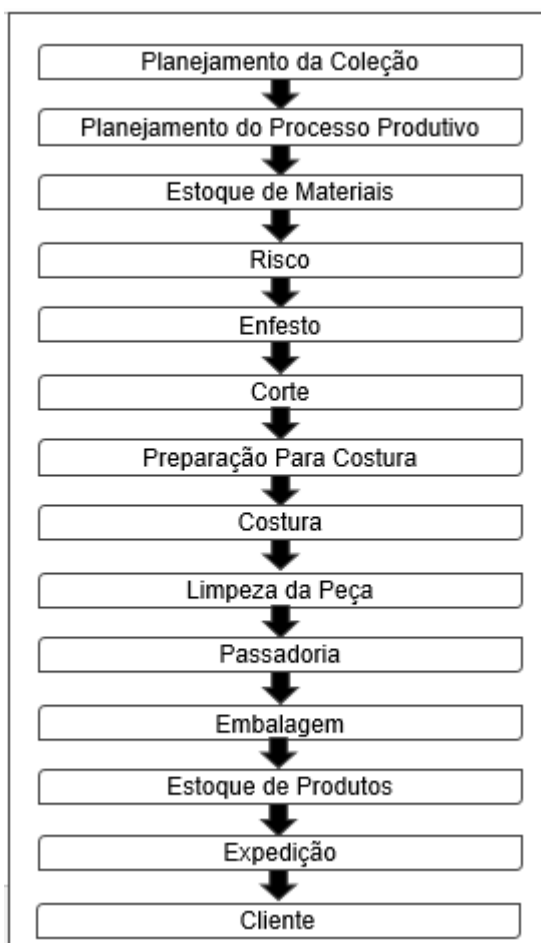 Planejamento da Coleção
Planejamento do Processo Produtivo
Estoque de Materiais
Risco
Enfesto
Corte
Preparação Para Costura
Costura
Limpeza da Peça
Passadoria
Embalagem
Estoque de Produtos
Expedição
Cliente